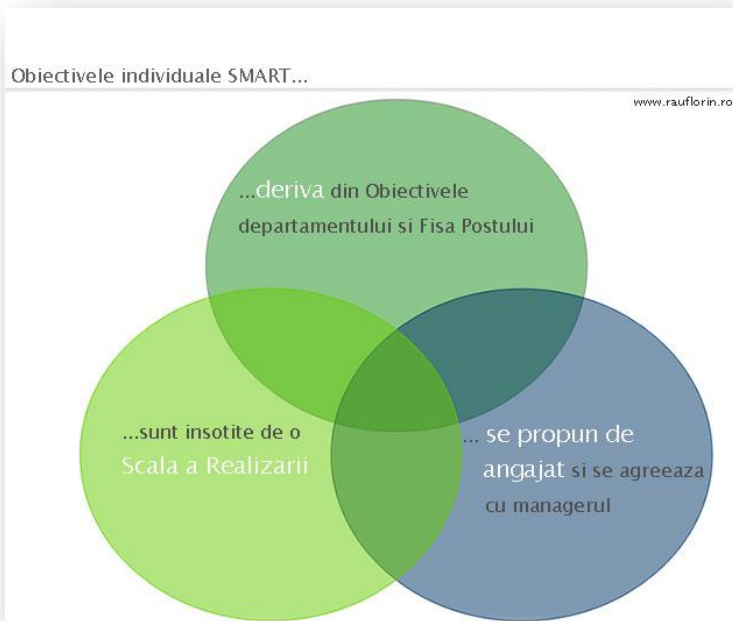 Obiectivele individuale SMART...
www.rauflorin.ro
...deriva din Obiectivele
departamentului si Fisa Postului
...sunt insotite de o
Scala a Realizarii
... se propun de
angajat si se agreeaza
cu managerul